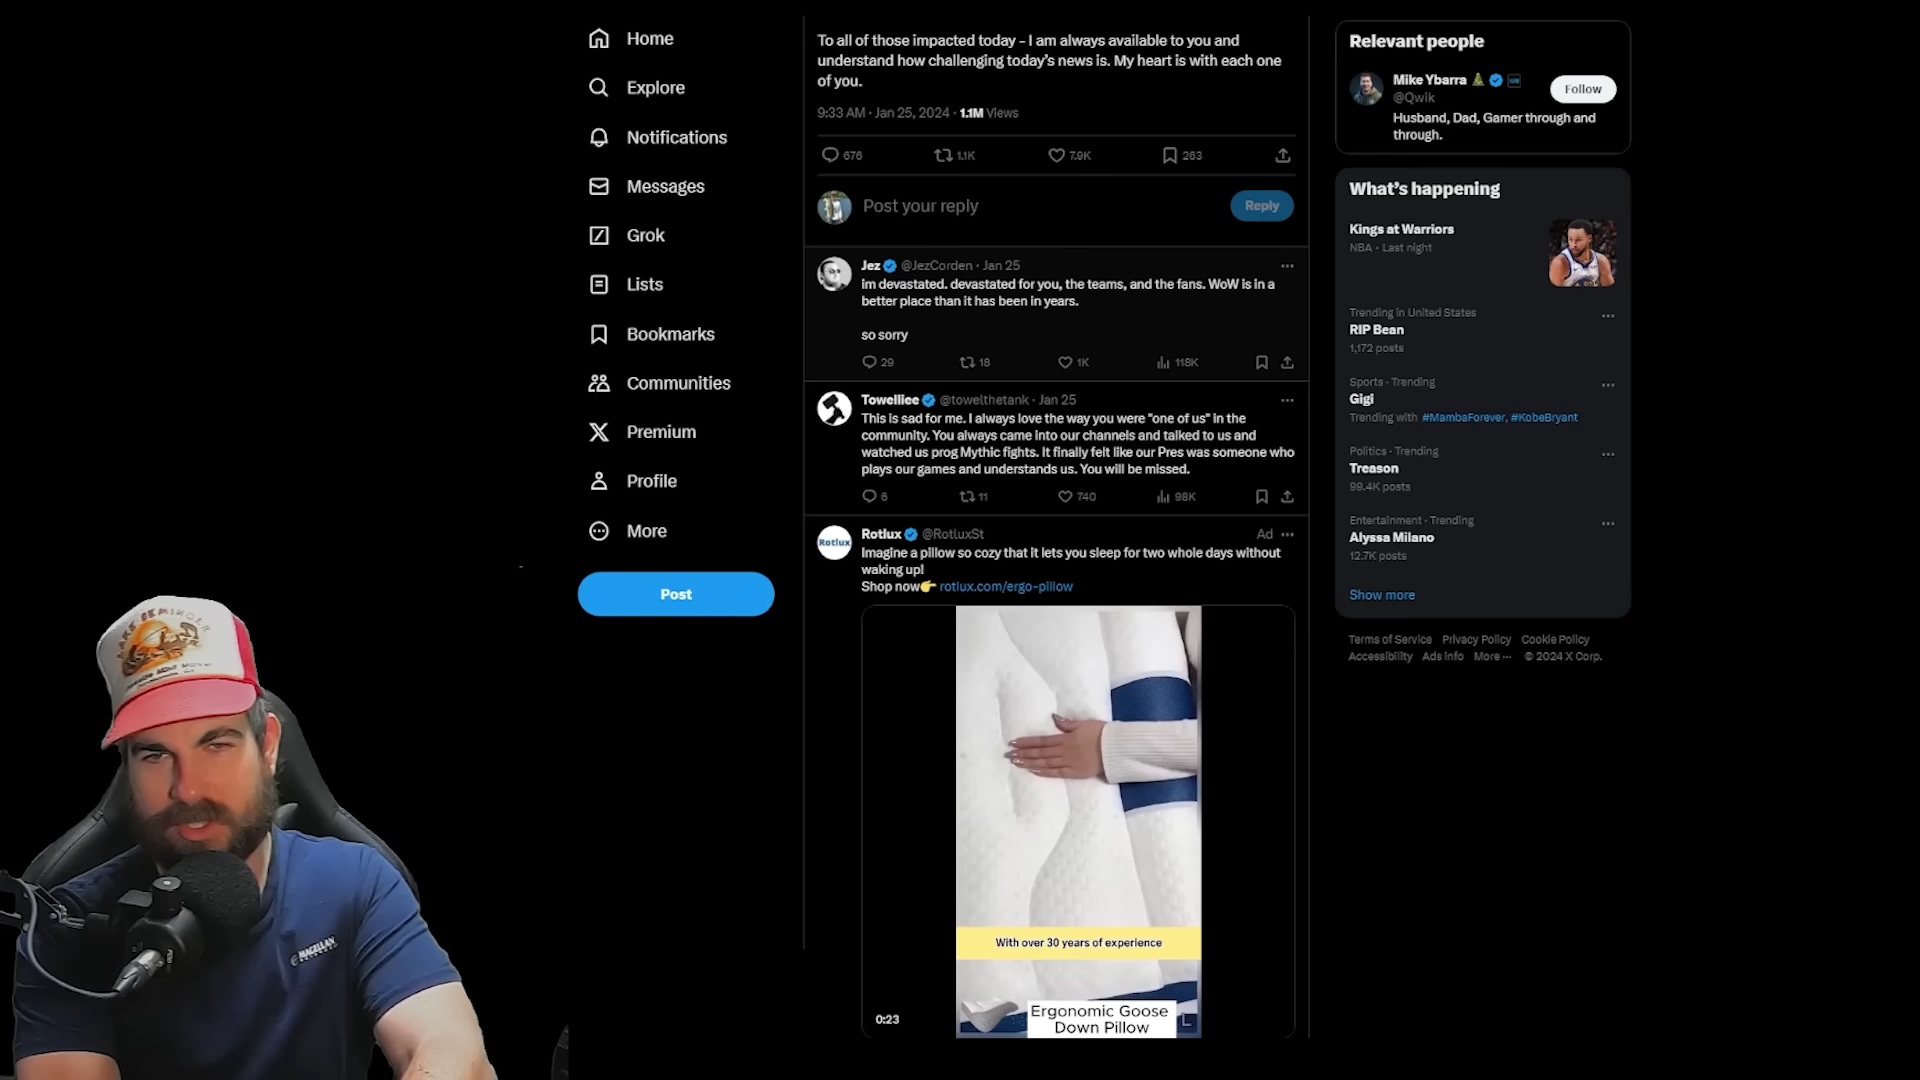 Home
Explore
Notifications
Messages
Grok
Lists
Bookmarks
Communities
Premium
Profile
More
Post
To all of those impacted today - I am always available to you and
understand how challenging today's news is. My heart is with each one
of you.
9:33 AM · Jan 25, 2024 · 1.1M Views
676 1.1K 7.9K 263
Post your reply
Reply
Jez @JezCorden · Jan 25
im devastated. devastated for you, the teams, and the fans. WoW is in a
better place than it has been in years.
so sorry
29 18 1K 118K
Towelliee @towelthetank · Jan 25
This is sad for me. I always love the way you were "one of us" in the
community. You always came into our channels and talked to us and
watched us prog Mythic fights. It finally felt like our Pres was someone who
plays our games and understands us. You will be missed.
6 11 740 98K
Rotlux @RotluxSt Ad
Rotlux
Imagine a pillow so cozy that it lets you sleep for two whole days without
waking up!
Shop now👉 rotlux.com/ergo-pillow
With over 30 years of experience
Ergonomic Goose
Down Pillow
0:23
Relevant people
Mike Ybarra
@Qwik
Follow
Husband, Dad, Gamer through and
through.
What's happening
Kings at Warriors
NBA · Last night
Trending in United States
RIP Bean
1,172 posts
Sports · Trending
Gigi
Trending with #MambaForever, #KobeBryant
Politics · Trending
Treason
99.4K posts
Entertainment · Trending
Alyssa Milano
12.7K posts
Show more
Terms of Service Privacy Policy Cookie Policy
Accessibility Ads info More ··· © 2024 X Corp.
LAKE SEMINOLE
MAGELLAN